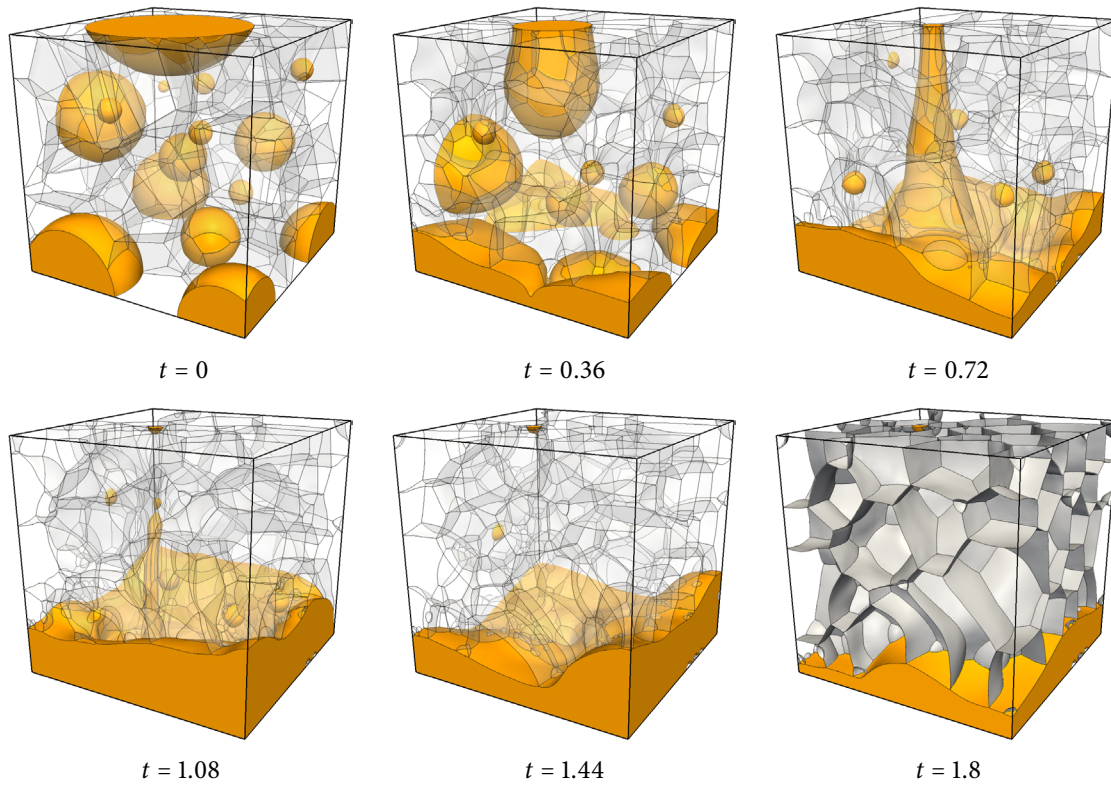 t = 0
t = 0.36
t = 0.72
t = 1.08
t = 1.44
t = 1.8